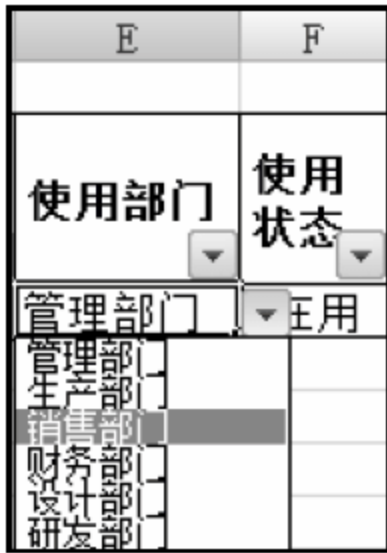 E F
使用部门 使用
状态
管理部门 在用
管理部门
生产部门
销售部门
财务部门
设计部门
研发部门